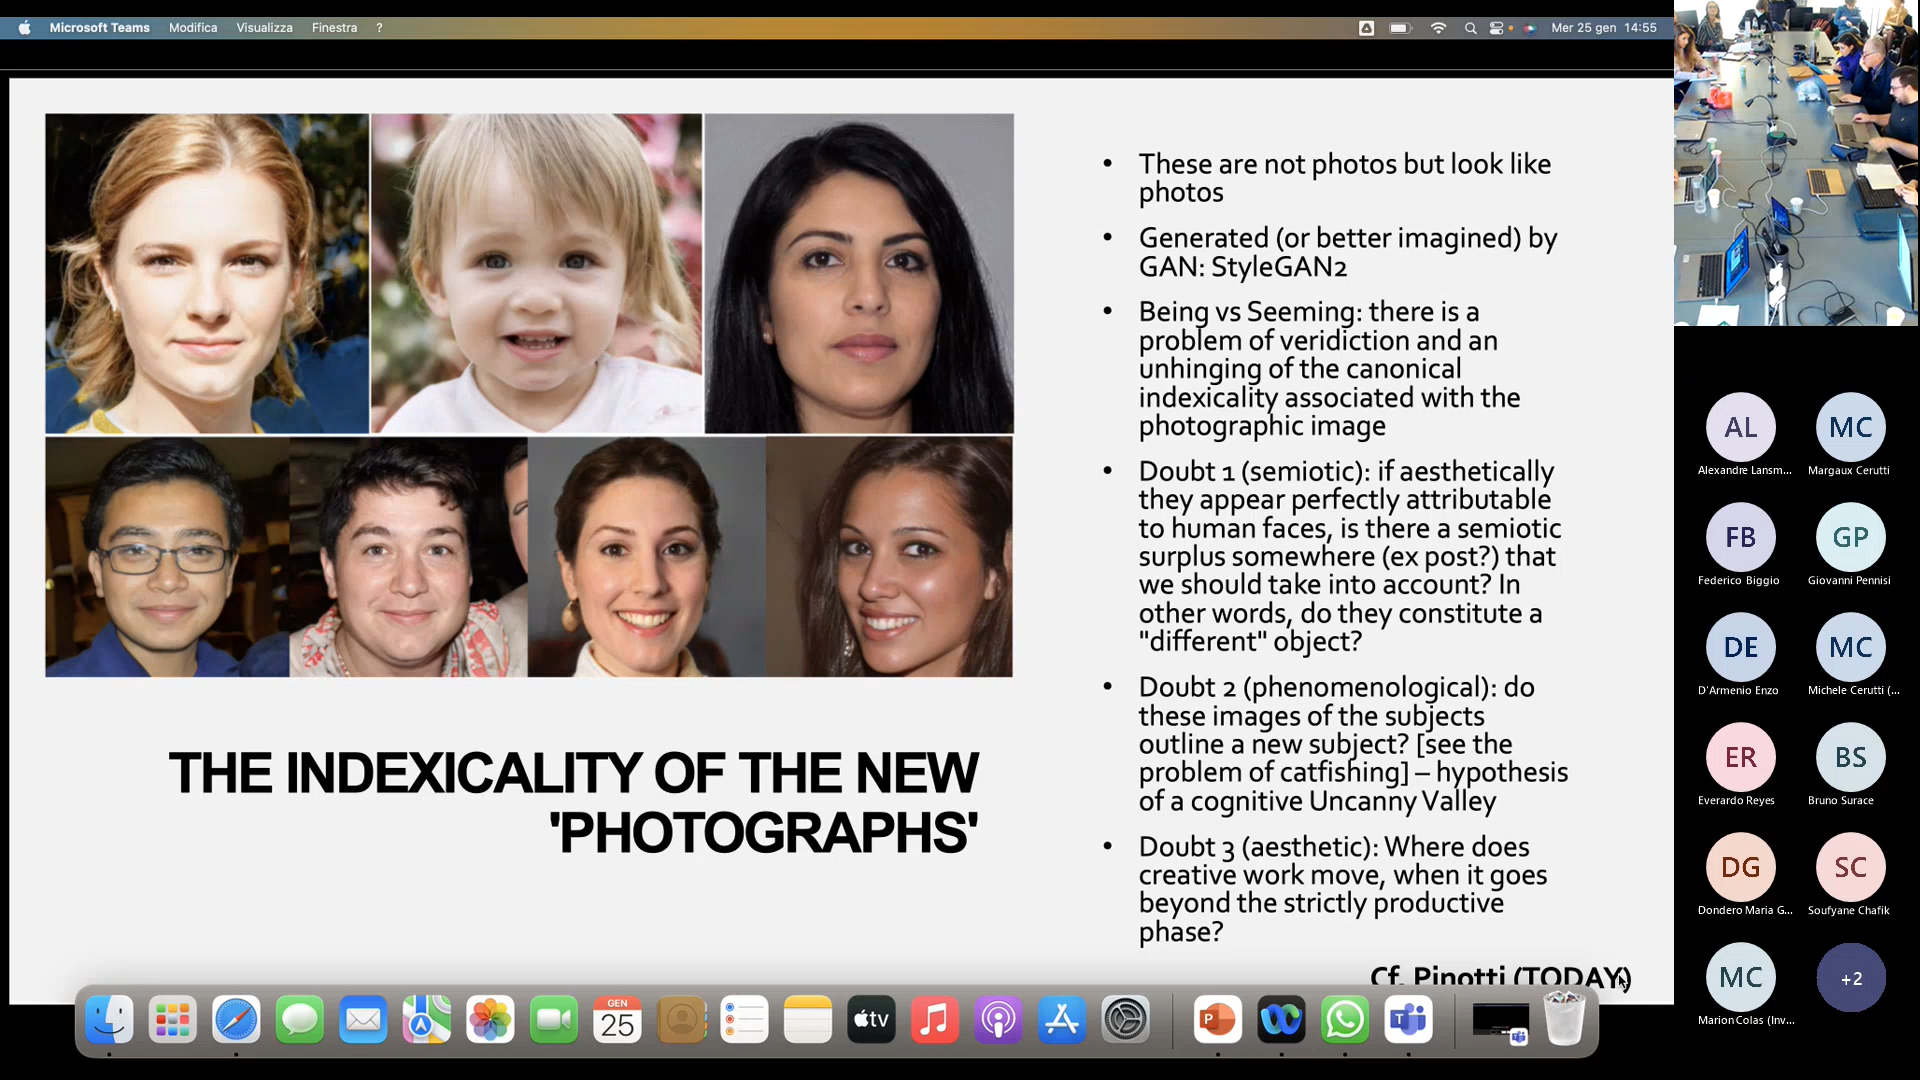 Microsoft Teams Modifica Visualizza Finestra ? Mer 25 gen 14:55
• These are not photos but look like
photos
• Generated (or better imagined) by
GAN: StyleGAN2
• Being vs Seeming: there is a
problem of veridiction and an
unhinging of the canonical
indexicality associated with the
photographic image
• Doubt 1 (semiotic): if aesthetically
they appear perfectly attributable
to human faces, is there a semiotic
surplus somewhere (ex post?) that
we should take into account? In
other words, do they constitute a
"different" object?
• Doubt 2 (phenomenological): do
these images of the subjects
outline a new subject? [see the
problem of catfishing] – hypothesis
of a cognitive Uncanny Valley
• Doubt 3 (aesthetic): Where does
creative work move, when it goes
beyond the strictly productive
phase?
Cf. Pinotti (TODAY)
THE INDEXICALITY OF THE NEW
'PHOTOGRAPHS'
GEN
25
tv
AL MC
Alexandre Lansm... Margaux Cerutti
FB GP
Federico Biggio Giovanni Pennisi
DE MC
D'Armenio Enzo Michele Cerutti (...
ER BS
Everardo Reyes Bruno Surace
DG SC
Dondero Maria G... Soufyane Chafik
MC +2
Marion Colas (Inv...